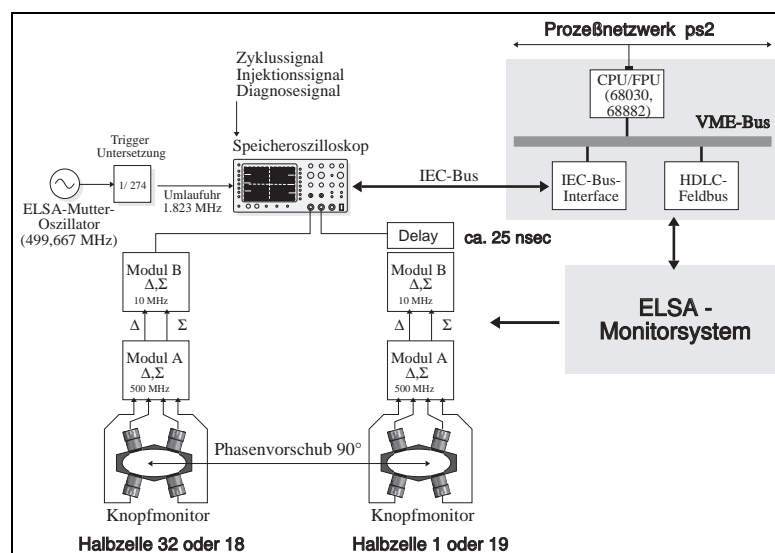 Prozeßnetzwerk ps2
Zyklussignal
Injektionssignal
Diagnosesignal
CPU/FPU
(68030,
68882)
VME-Bus
Trigger
Untersetzung
Speicheroszilloskop
1/ 274
Umlaufuhr
1.823 MHz
IEC-Bus
IEC-Bus-
Interface
HDLC-
Feldbus
ELSA-Mutter-
Oszillator
(499,667 MHz)
Delay
ca. 25 nsec
Modul B
Δ,Σ
10 MHz
Modul B
Δ,Σ
10 MHz
ELSA -
Monitorsystem
Δ Σ
Δ Σ
Modul A
Δ,Σ
500 MHz
Modul A
Δ,Σ
500 MHz
Phasenvorschub 90°
Knopfmonitor
Knopfmonitor
Halbzelle 32 oder 18
Halbzelle 1 oder 19